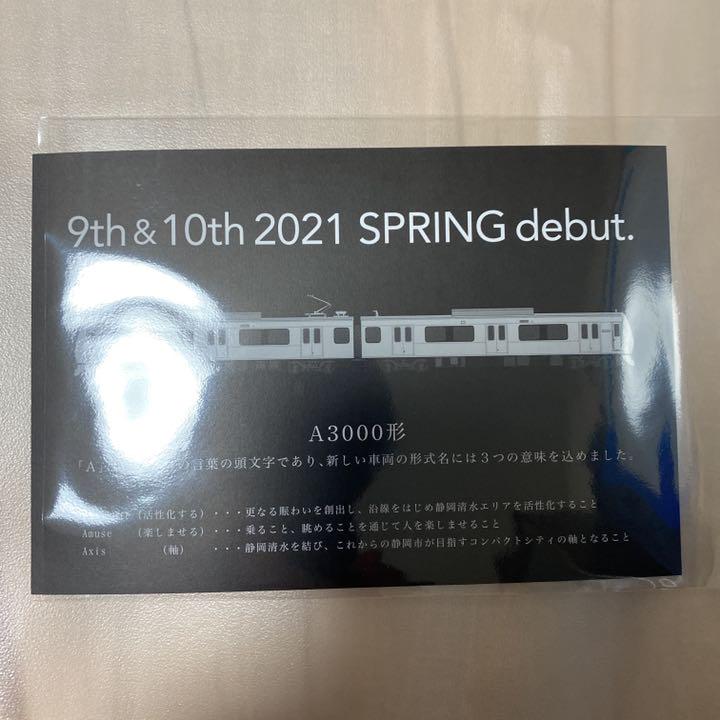 9th & 10th 2021 SPRING debut.
A3000形
「A の言葉の頭文字であり、新しい車両の形式名には３つの意味を込めました。
(活性化する)・・・更なる賑わいを創出し、沿線をはじめ静岡清水エリアを活性化すること
Amuse (楽しませる)・・・乗ること、眺めることを通じて人を楽しませること
Axis (軸) ・・・静岡清水を結び、これからの静岡市が目指すコンパクトシティの軸となること